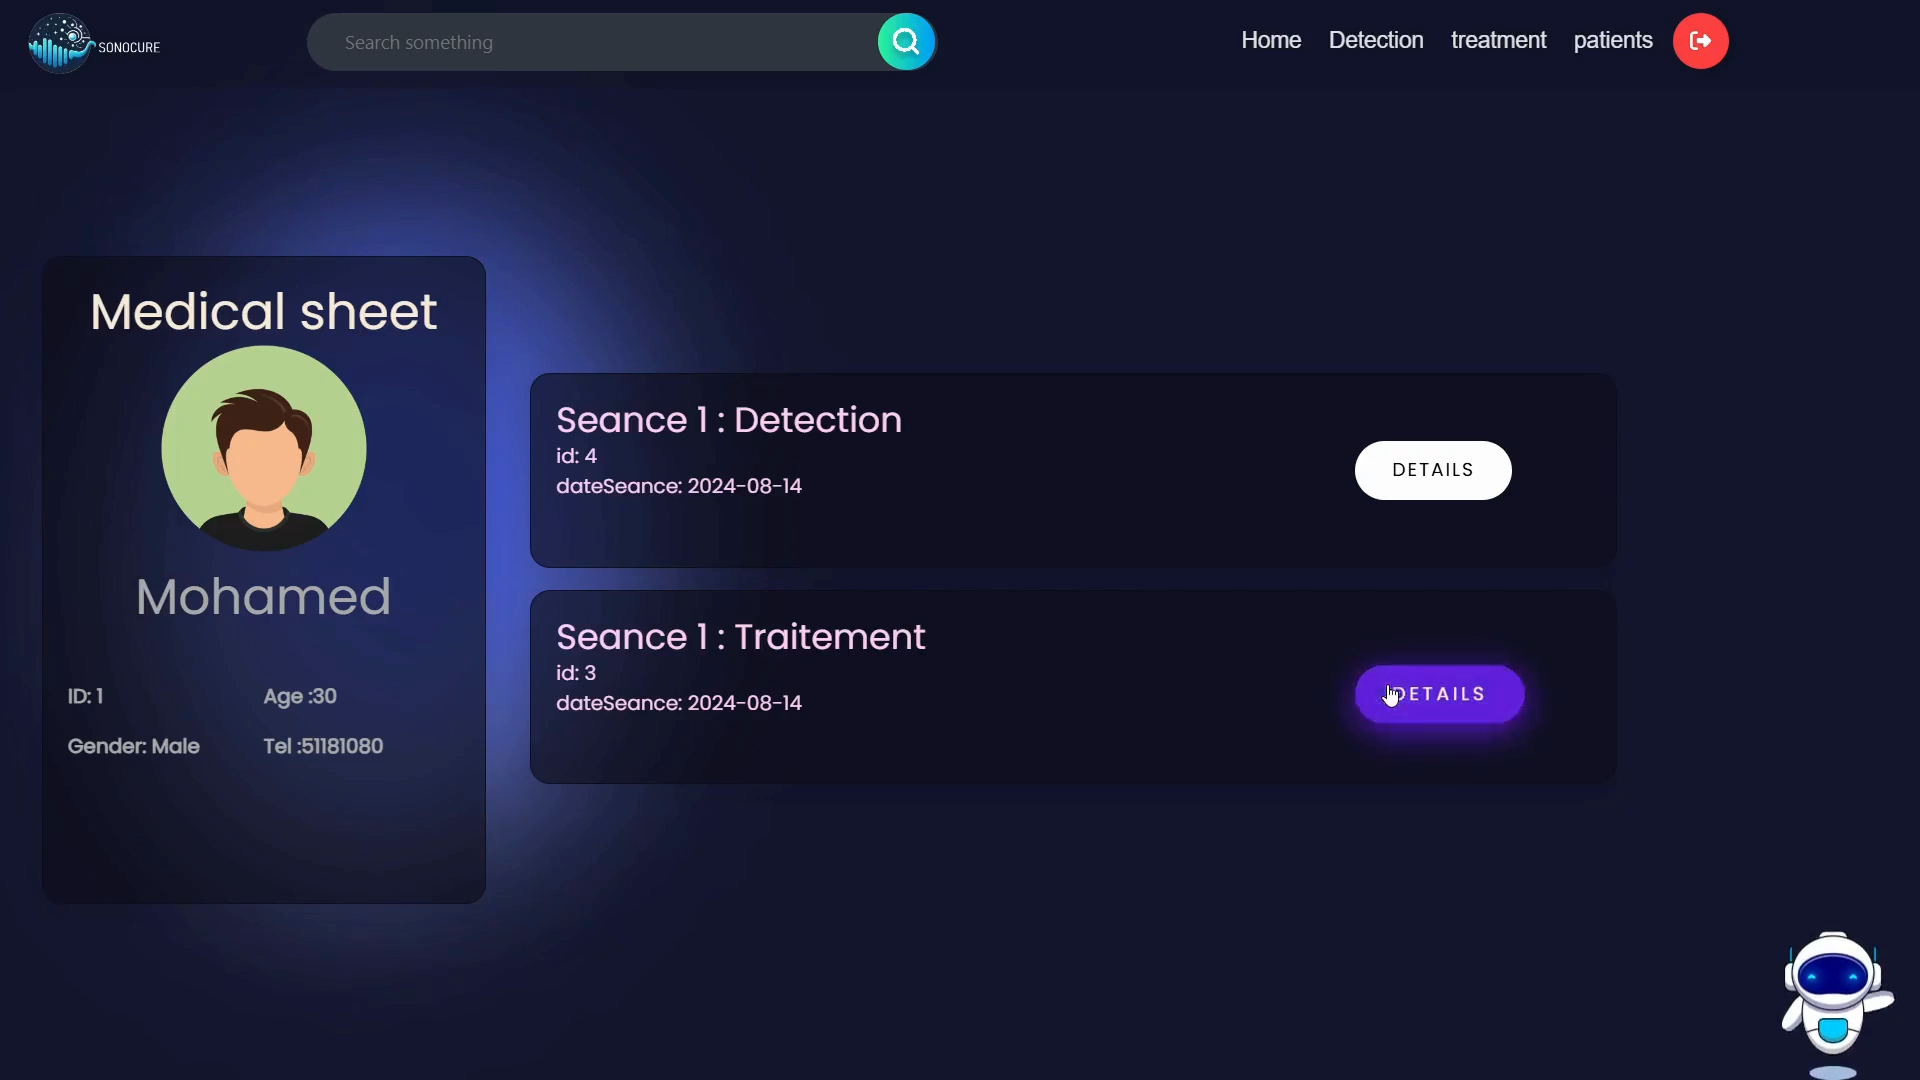 SONOCURE
Search something
Home Detection treatment patients
Medical sheet
Mohamed
ID: 1 Age :30
Gender: Male Tel :51181080
Seance 1 : Detection
id: 4
dateSeance: 2024-08-14
DETAILS
Seance 1 : Traitement
id: 3
dateSeance: 2024-08-14
DETAILS